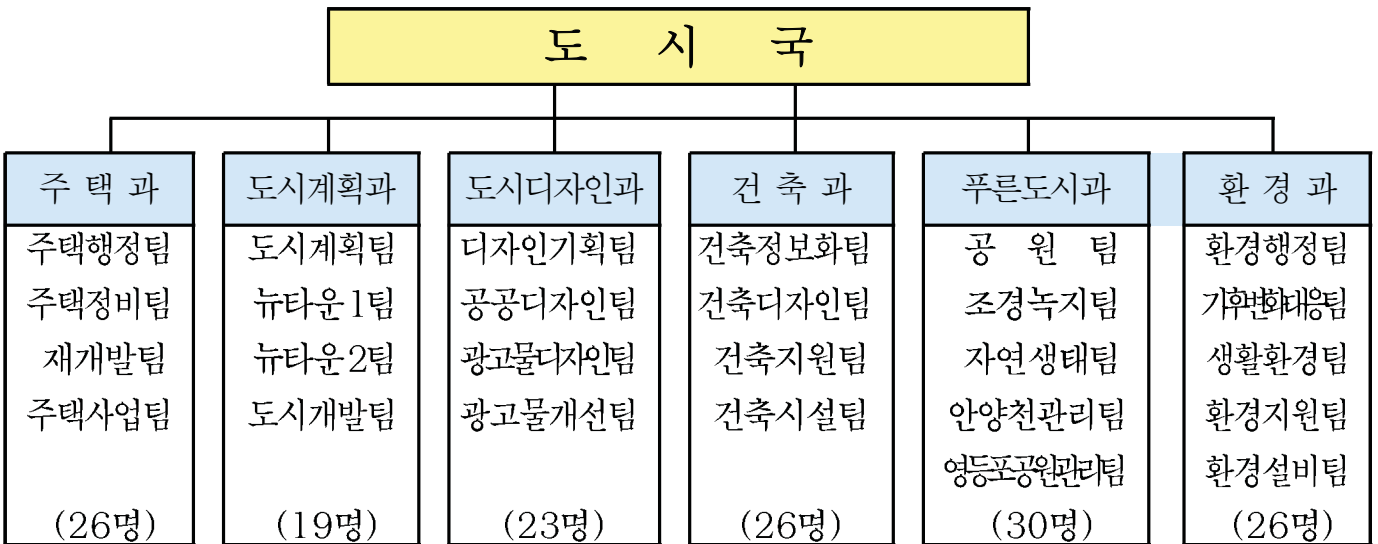 도 시 국
주 택 과
주택행정팀
주택정비팀
재개발팀
주택사업팀
(26명)
도시계획과
도시계획팀
뉴타운1팀
뉴타운2팀
도시개발팀
(19명)
도시디자인과
디자인기획팀
공공디자인팀
광고물디자인팀
광고물개선팀
(23명)
건 축 과
건축정보화팀
건축디자인팀
건축지원팀
건축시설팀
(26명)
푸른도시과
공 원 팀
조경녹지팀
자연생태팀
안양천관리팀
영등포공원관리팀
(30명)
환 경 과
환경행정팀
기후변화대응팀
생활환경팀
환경지원팀
환경설비팀
(26명)